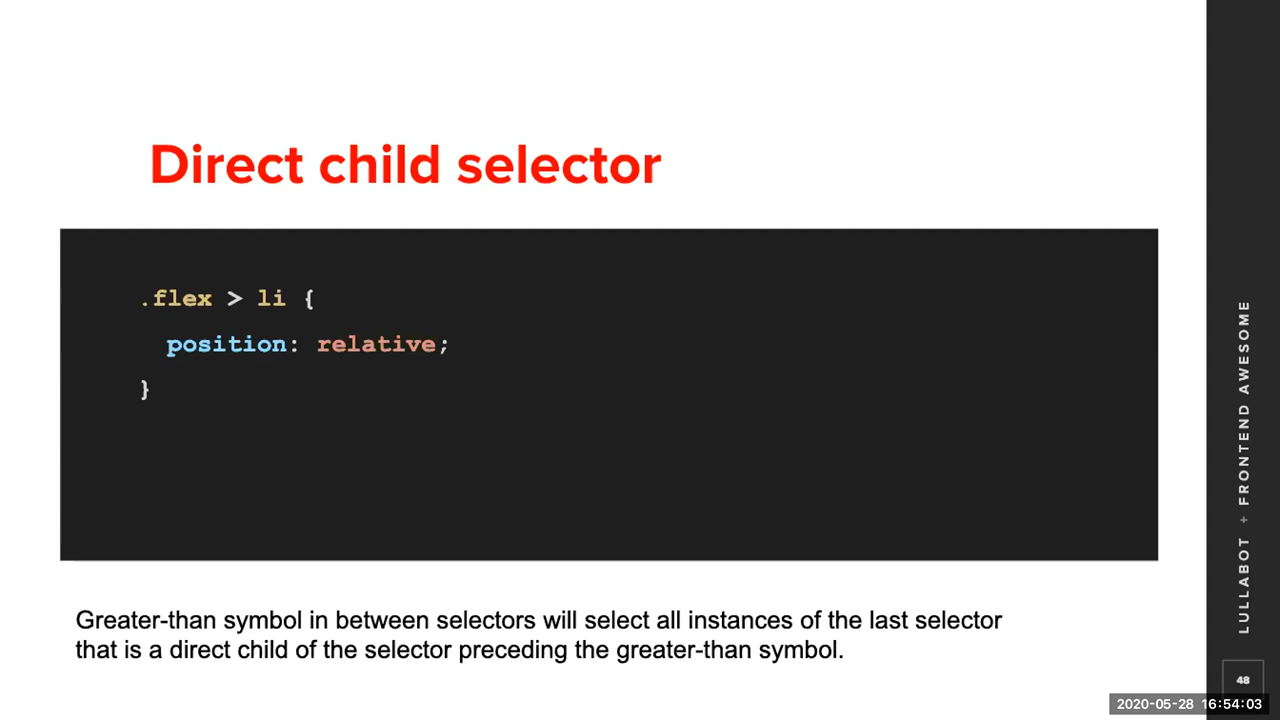 Direct child selector
.flex > li {
position: relative;
}
Greater-than symbol in between selectors will select all instances of the last selector
that is a direct child of the selector preceding the greater-than symbol.
LULLABOT + FRONTEND AWESOME
48
2020-05-28 16:54:03